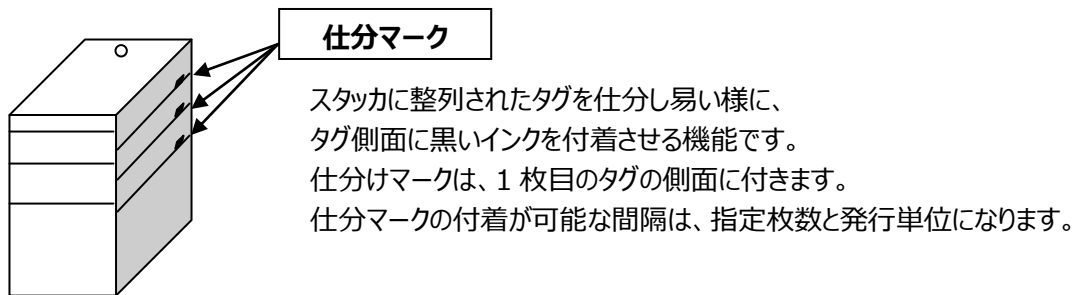 仕分マーク
スタッカに整列されたタグを仕分し易い様に、
タグ側面に黒いインクを付着させる機能です。
仕分けマークは、1 枚目のタグの側面に付きます。
仕分マークの付着が可能な間隔は、指定枚数と発行単位になります。